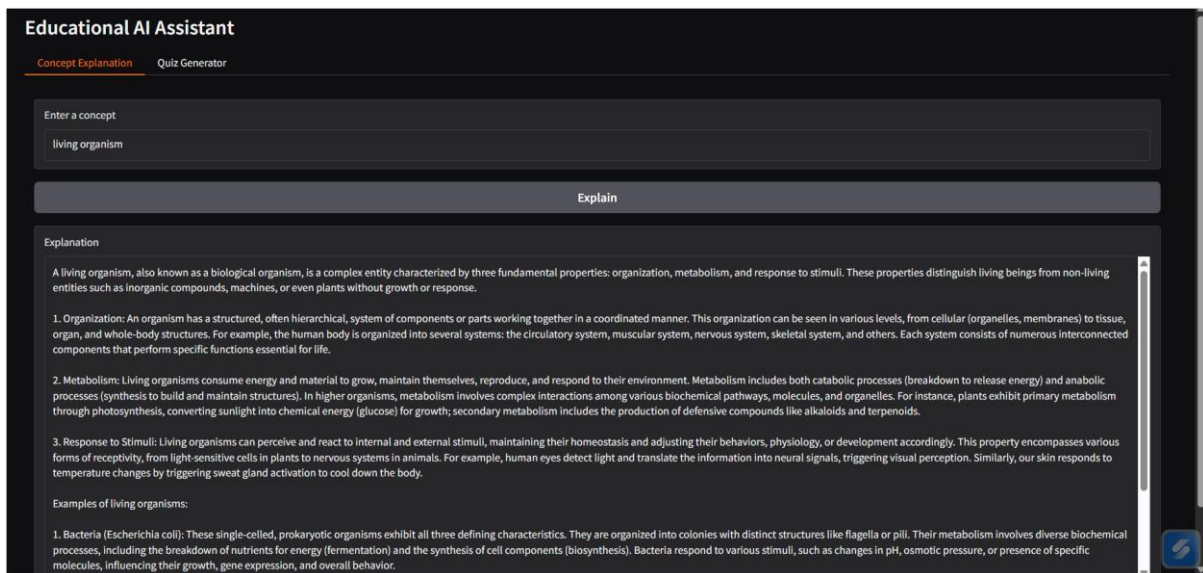 Educational AI Assistant
Concept Explanation Quiz Generator
Enter a concept
living organism
Explain
Explanation
A living organism, also known as a biological organism, is a complex entity characterized by three fundamental properties: organization, metabolism, and response to stimuli. These properties distinguish living beings from non-living
entities such as inorganic compounds, machines, or even plants without growth or response.
1. Organization: An organism has a structured, often hierarchical, system of components or parts working together in a coordinated manner. This organization can be seen in various levels, from cellular (organelles, membranes) to tissue,
organ, and whole-body structures. For example, the human body is organized into several systems: the circulatory system, muscular system, nervous system, skeletal system, and others. Each system consists of numerous interconnected
components that perform specific functions essential for life.
2. Metabolism: Living organisms consume energy and material to grow, maintain themselves, reproduce, and respond to their environment. Metabolism includes both catabolic processes (breakdown to release energy) and anabolic
processes (synthesis to build and maintain structures). In higher organisms, metabolism involves complex interactions among various biochemical pathways, molecules, and organelles. For instance, plants exhibit primary metabolism
through photosynthesis, converting sunlight into chemical energy (glucose) for growth; secondary metabolism includes the production of defensive compounds like alkaloids and terpenoids.
3. Response to Stimuli: Living organisms can perceive and react to internal and external stimuli, maintaining their homeostasis and adjusting their behaviors, physiology, or development accordingly. This property encompasses various
forms of receptivity, from light-sensitive cells in plants to nervous systems in animals. For example, human eyes detect light and translate the information into neural signals, triggering visual perception. Similarly, our skin responds to
temperature changes by triggering sweat gland activation to cool down the body.
Examples of living organisms:
1. Bacteria (Escherichia coli): These single-celled, prokaryotic organisms exhibit all three defining characteristics. They are organized into colonies with distinct structures like flagella or pili. Their metabolism involves diverse biochemical
processes, including the breakdown of nutrients for energy (fermentation) and the synthesis of cell components (biosynthesis). Bacteria respond to various stimuli, such as changes in pH, osmotic pressure, or presence of specific
molecules, influencing their growth, gene expression, and overall behavior.